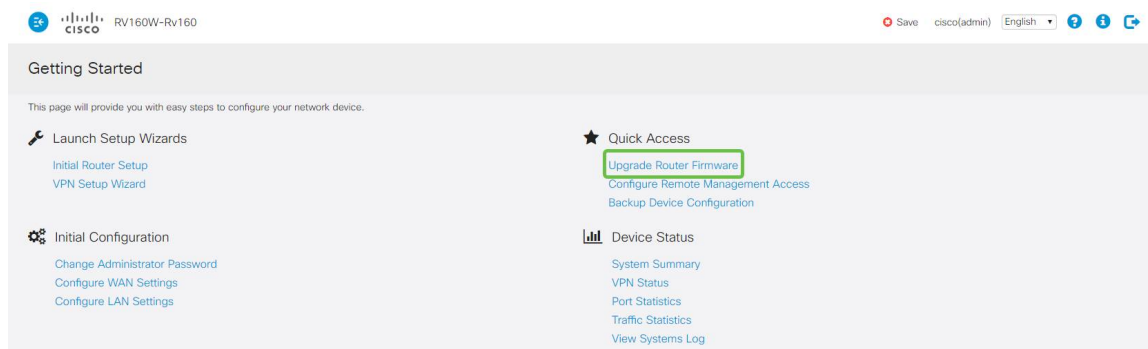 CISCO RV160W-Rv160
Save cisco(admin) English
Getting Started
This page will provide you with easy steps to configure your network device.
Launch Setup Wizards
Initial Router Setup
VPN Setup Wizard
Quick Access
Upgrade Router Firmware
Configure Remote Management Access
Backup Device Configuration
Initial Configuration
Change Administrator Password
Configure WAN Settings
Configure LAN Settings
Device Status
System Summary
VPN Status
Port Statistics
Traffic Statistics
View Systems Log